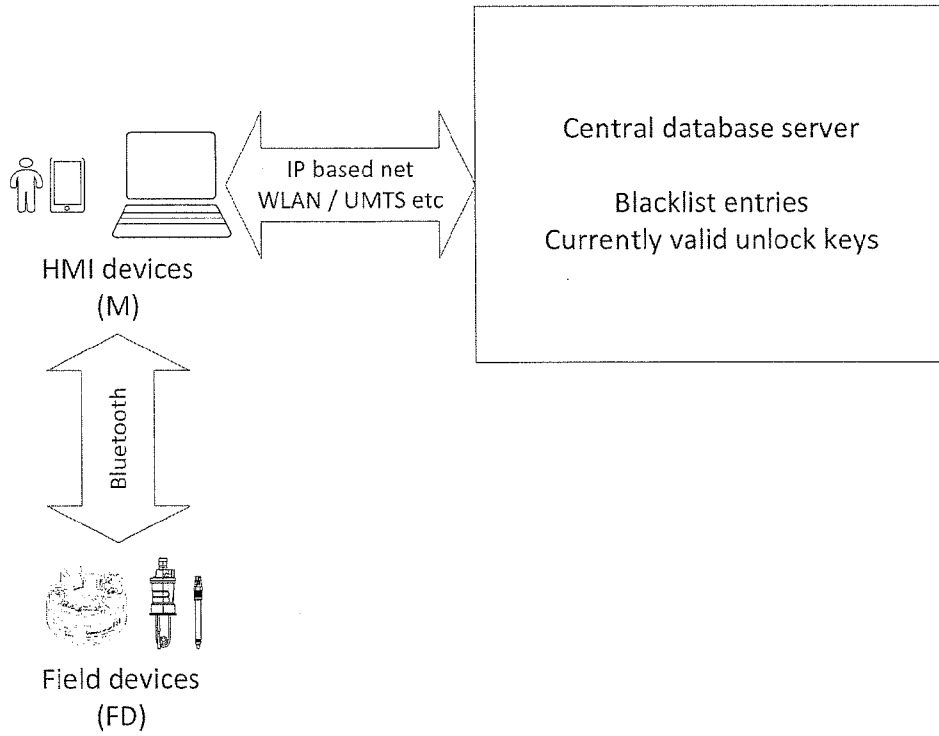 Central database server
IP based net
WLAN / UMTS etc
Blacklist entries
Currently valid unlock keys
HMI devices
(M)
Bluetooth
Field devices
(FD)